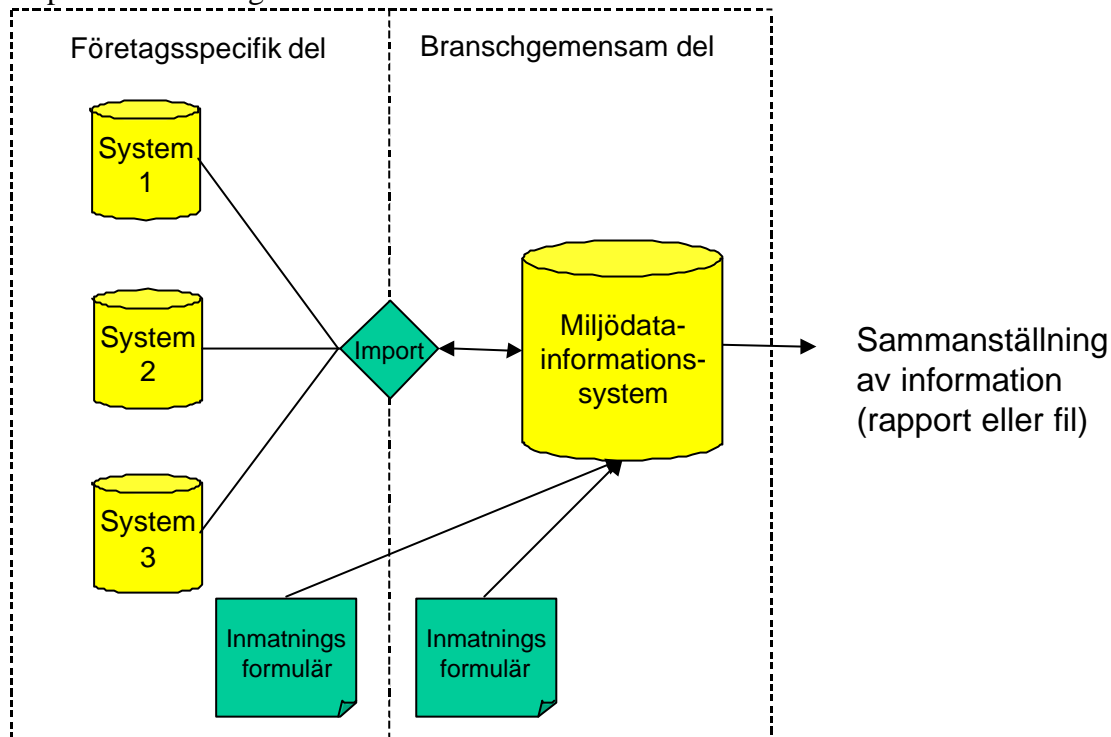 Företagsspecifik del
Branschgemensam del
System
1
System
2
System
3
Import
Miljödata-
informations-
system
Sammanställning
av information
(rapport eller fil)
Inmatnings
formulär
Inmatnings
formulär